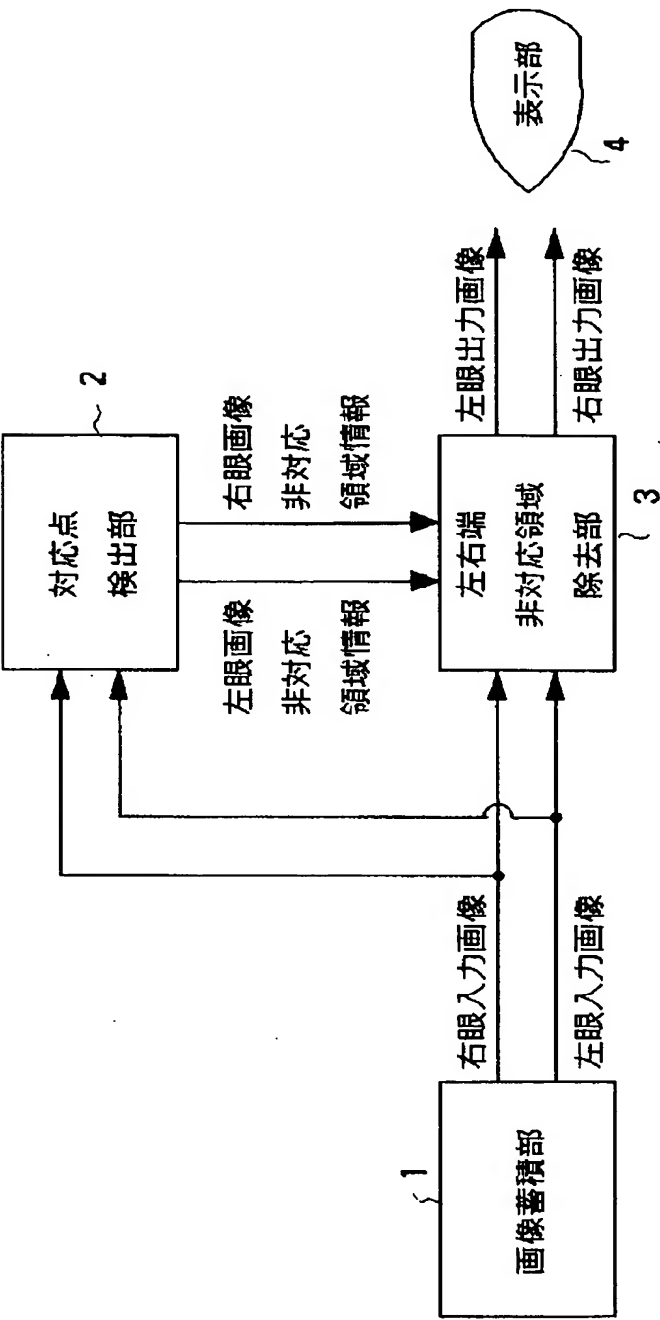 対応点
検出部
2
左眼画像
非対応
領域情報
右眼画像
非対応
領域情報
1
画像蓄積部
右眼入力画像
左眼入力画像
左右端
非対応領域
除去部
3
左眼出力画像
右眼出力画像
表示部
4